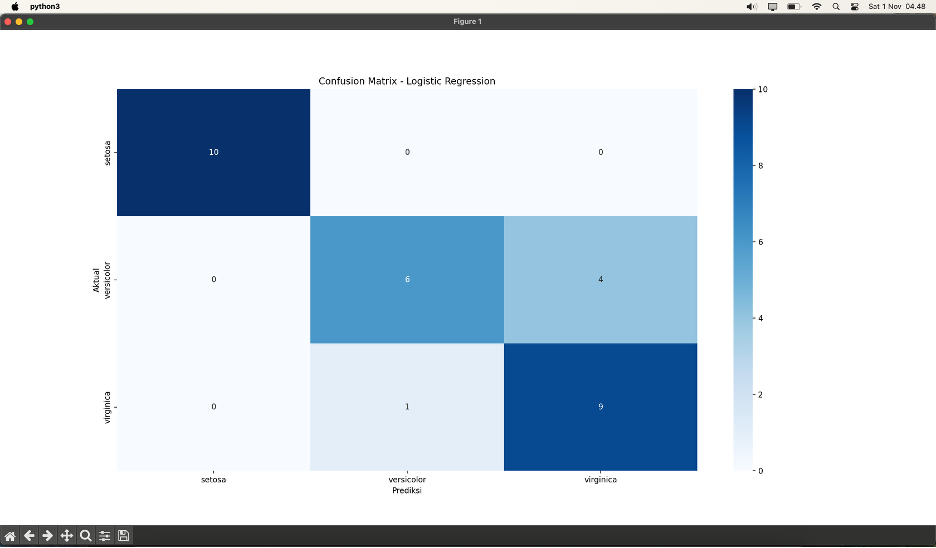 python3
Sat 1 Nov 04.48
Figure 1
Confusion Matrix - Logistic Regression
setosa
10
0
0
Aktual
versicolor
0
6
4
virginica
0
1
9
setosa
versicolor
virginica
Prediksi
10
8
6
4
2
0